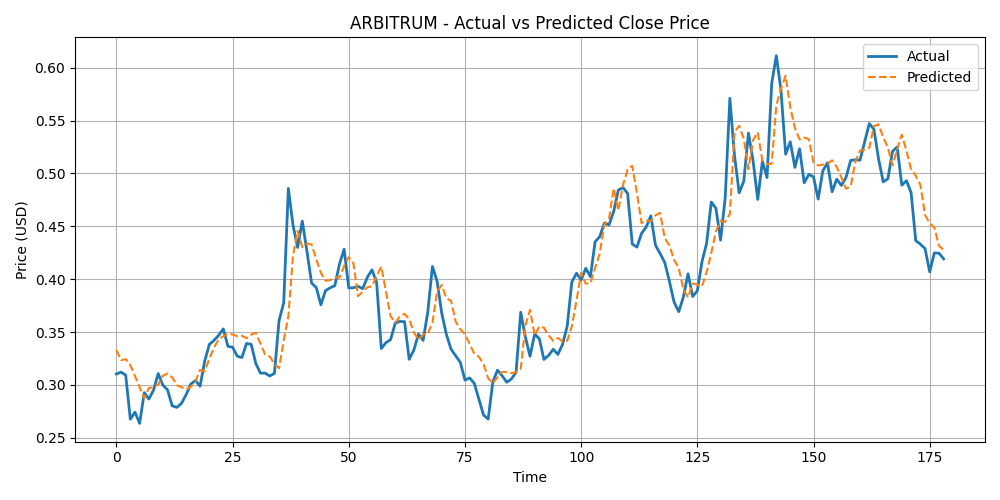 ARBITRUM - Actual vs Predicted Close Price
Actual
Predicted
Price (USD)
0.60
0.55
0.50
0.45
0.40
0.35
0.30
0.25
0 25 50 75 100 125 150 175
Time